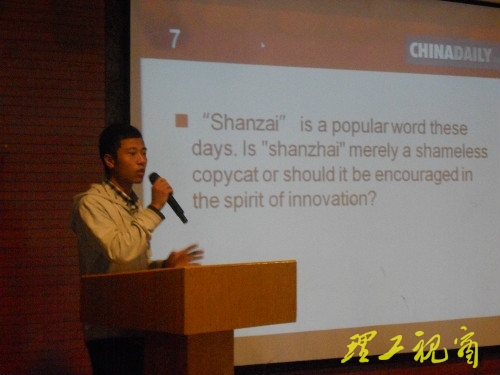 7
CHINADAILY
"Shanzai" is a popular word these
days. Is "shanzhai" merely a shameless
copycat or should it be encouraged in
the spirit of innovation?
理工视窗